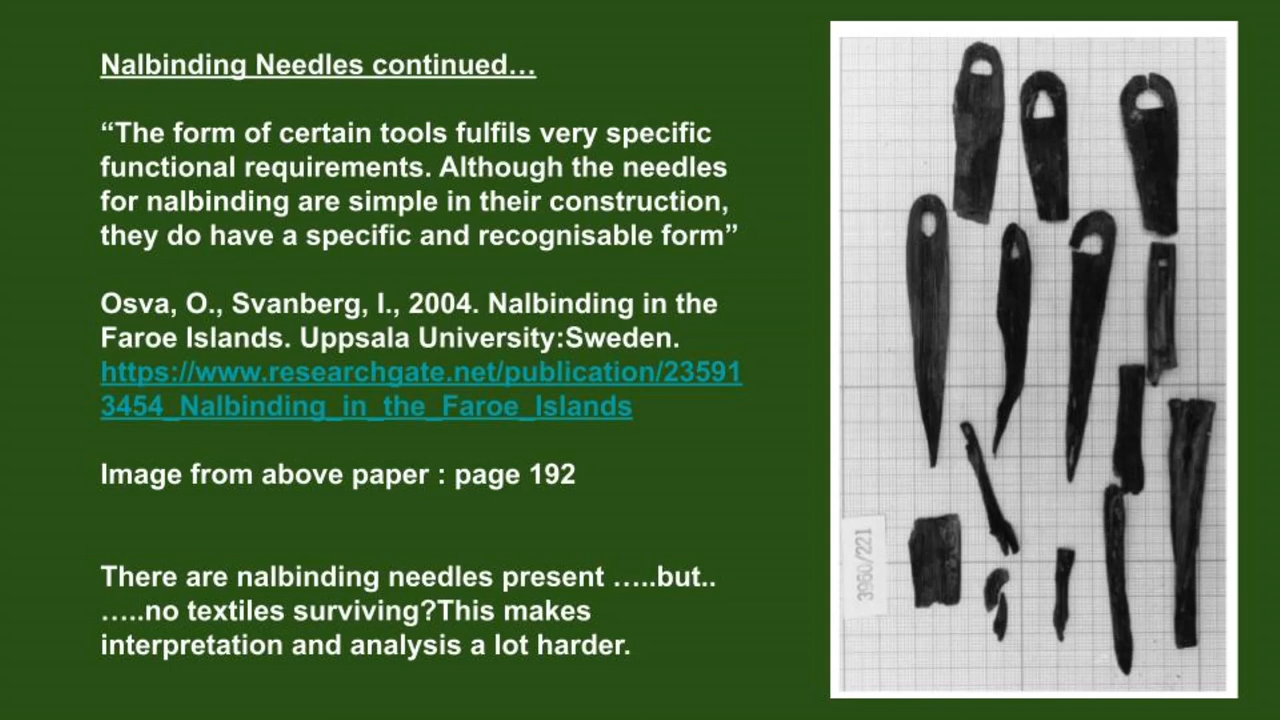 Nalbinding Needles continued…
“The form of certain tools fulfils very specific
functional requirements. Although the needles
for nalbinding are simple in their construction,
they do have a specific and recognisable form”
Osva, O., Svanberg, I., 2004. Nalbinding in the
Faroe Islands. Uppsala University:Sweden.
https://www.researchgate.net/publication/23591
3454_Nalbinding_in_the_Faroe_Islands
Image from above paper : page 192
There are nalbinding needles present …..but..
…..no textiles surviving?This makes
interpretation and analysis a lot harder.
3960/221